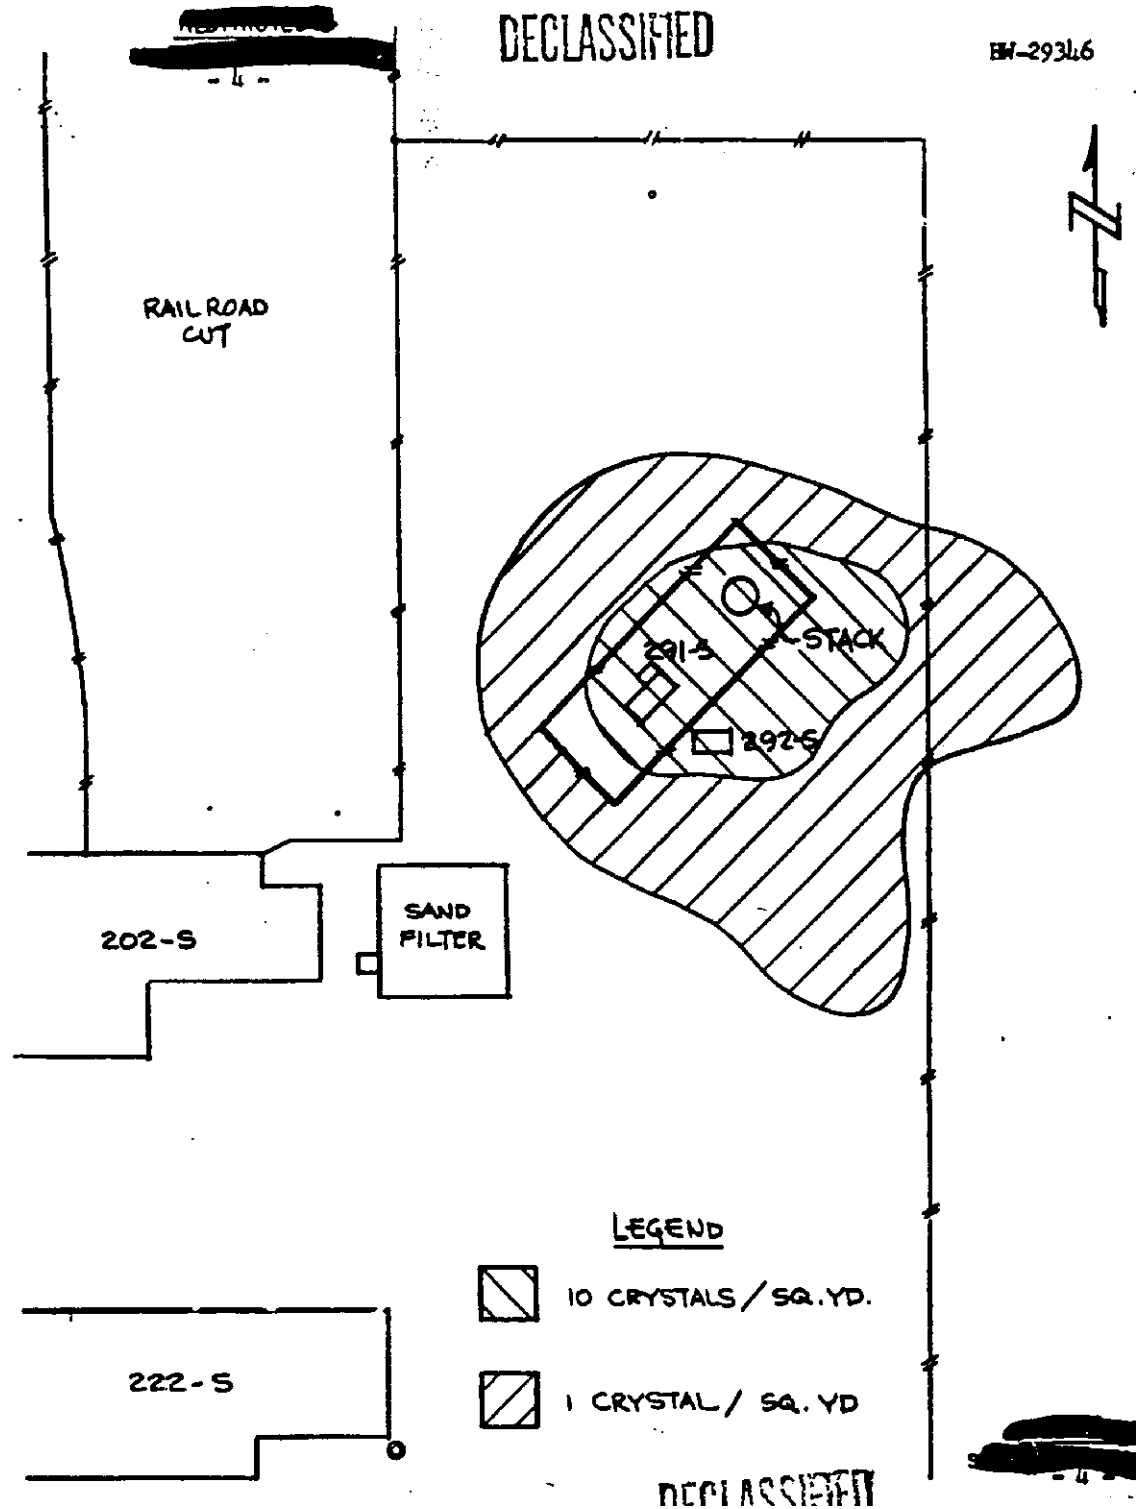 DECLASSIFIED
HW-29346
- 4 -
N
RAILROAD
CUT
STACK
291-S
292-S
SAND
FILTER
202-S
LEGEND
10 CRYSTALS / SQ.YD.
1 CRYSTAL / SQ. YD
222-S
DECLASSIFIED
- 4 -